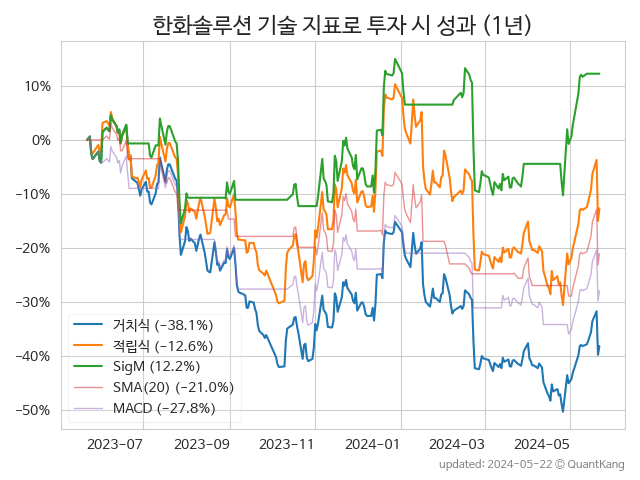 한화솔루션 기술 지표로 투자 시 성과 (1년)
10%
0%
−10%
−20%
−30%
−40%
−50%
거치식 (−38.1%)
적립식 (−12.6%)
SigM (12.2%)
SMA(20) (−21.0%)
MACD (−27.8%)
2023−07
2023−09
2023−11
2024−01
2024−03
2024−05
updated: 2024−05−22 © QuantKang